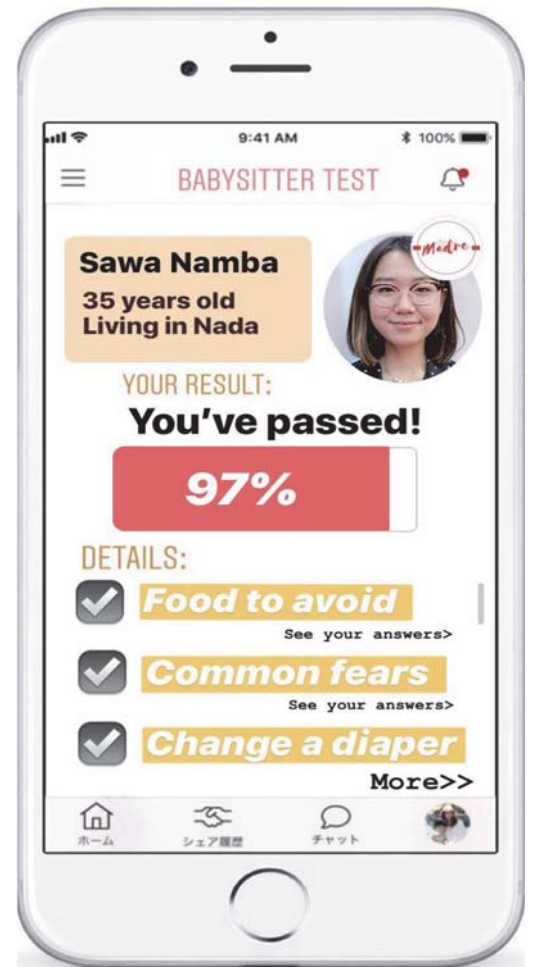 9:41 AM
100%
BABYSITTER TEST
Madre
Sawa Namba
35 years old
Living in Nada
YOUR RESULT:
You've passed!
97%
DETAILS:
Food to avoid
See your answers>
Common fears
See your answers>
Change a diaper
More>>
ホーム
シェア履歴
チャット